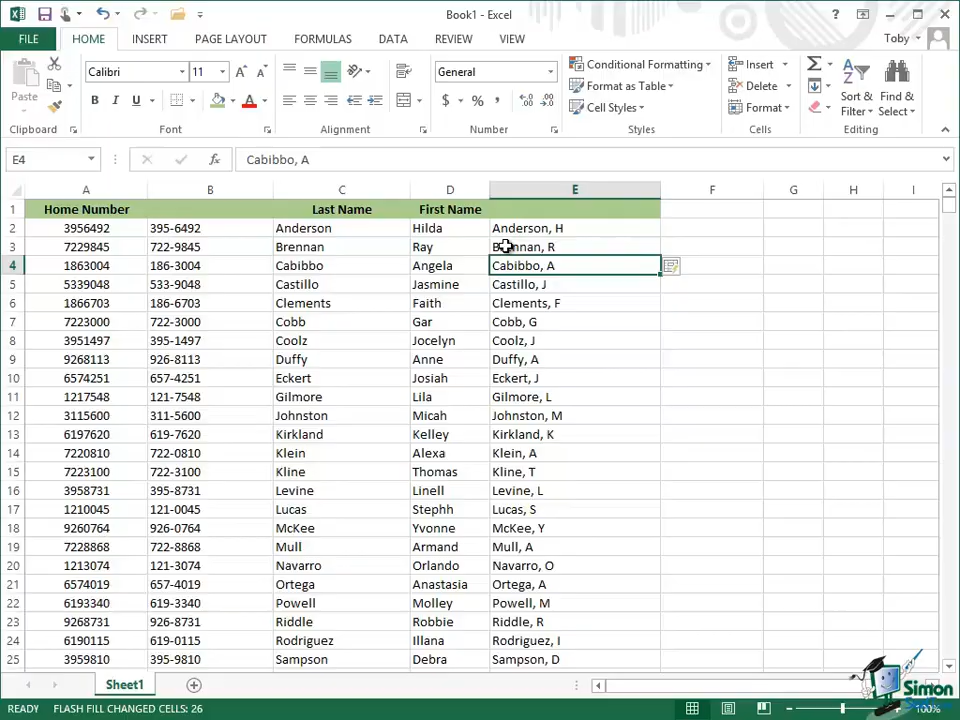 Book1 - Excel
?
FILE HOME INSERT PAGE LAYOUT FORMULAS DATA REVIEW VIEW Toby
Paste
Calibri 11
B I U A
General
$ % ,
Conditional Formatting
Format as Table
Cell Styles
Insert
Delete
Format
Sort & Filter
Find & Select
Clipboard Font Alignment Number Styles Cells Editing
E4 fx Cabibbo, A
A B C D E F G H I
1 Home Number Last Name First Name
2 3956492 395-6492 Anderson Hilda Anderson, H
3 7229845 722-9845 Brennan Ray Brennan, R
4 1863004 186-3004 Cabibbo Angela Cabibbo, A
5 5339048 533-9048 Castillo Jasmine Castillo, J
6 1866703 186-6703 Clements Faith Clements, F
7 7223000 722-3000 Cobb Gar Cobb, G
8 3951497 395-1497 Coolz Jocelyn Coolz, J
9 9268113 926-8113 Duffy Anne Duffy, A
10 6574251 657-4251 Eckert Josiah Eckert, J
11 1217548 121-7548 Gilmore Lila Gilmore, L
12 3115600 311-5600 Johnston Micah Johnston, M
13 6197620 619-7620 Kirkland Kelley Kirkland, K
14 7220810 722-0810 Klein Alexa Klein, A
15 7223100 722-3100 Kline Thomas Kline, T
16 3958731 395-8731 Levine Linell Levine, L
17 1210045 121-0045 Lucas Stephh Lucas, S
18 9260764 926-0764 McKee Yvonne McKee, Y
19 7228868 722-8868 Mull Armand Mull, A
20 1213074 121-3074 Navarro Orlando Navarro, O
21 6574019 657-4019 Ortega Anastasia Ortega, A
22 6193340 619-3340 Powell Molley Powell, M
23 9268731 926-8731 Riddle Robbie Riddle, R
24 6190115 619-0115 Rodriguez Illana Rodriguez, I
25 3959810 395-9810 Sampson Debra Sampson, D
Sheet1
READY FLASH FILL CHANGED CELLS: 26 100%
Simon